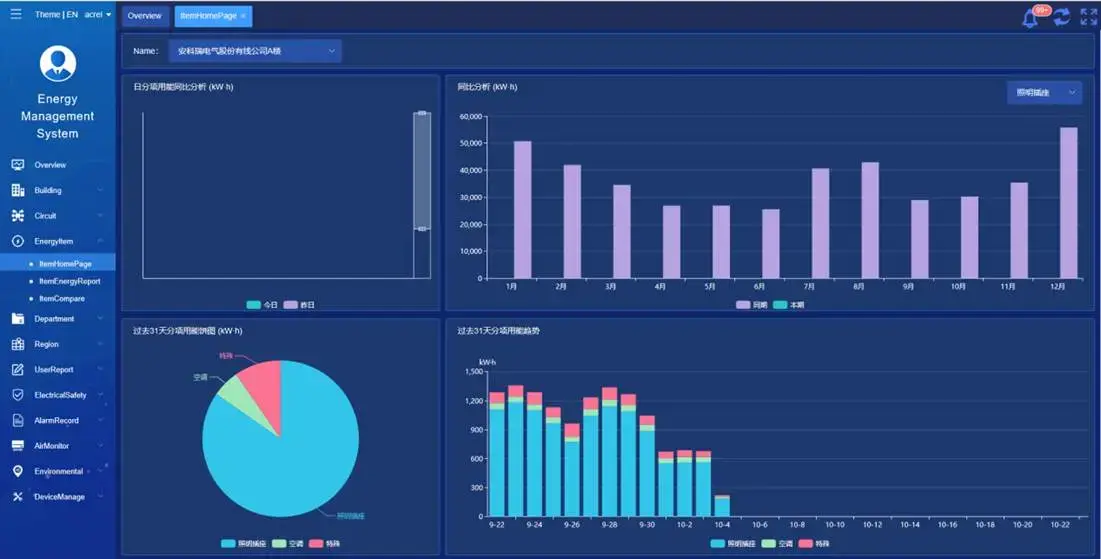 Theme | EN acrel
Overview
ItemHomePage ×
99+
Energy
Management
System
Overview
Building
Circuit
EnergyItem
ItemHomePage
ItemEnergyReport
ItemCompare
Department
Region
UserReport
ElectricalSafety
AlarmRecord
AirMonitor
Environmental
DeviceManage
Name: 安科瑞电气股份有线公司A楼
日分项用能同比分析 (kW·h)
今日 昨日
同比分析 (kW·h)
照明插座
60,000
50,000
40,000
30,000
20,000
10,000
0
1月 2月 3月 4月 5月 6月 7月 8月 9月 10月 11月 12月
同期 本期
过去31天分项用能饼图 (kW·h)
特殊
空调
照明插座
照明插座 空调 特殊
过去31天分项用能趋势
kW·h
1,500
1,200
900
600
300
0
9-22 9-24 9-26 9-28 9-30 10-2 10-4 10-6 10-8 10-10 10-12 10-14 10-16 10-18 10-20 10-22
照明插座 空调 特殊